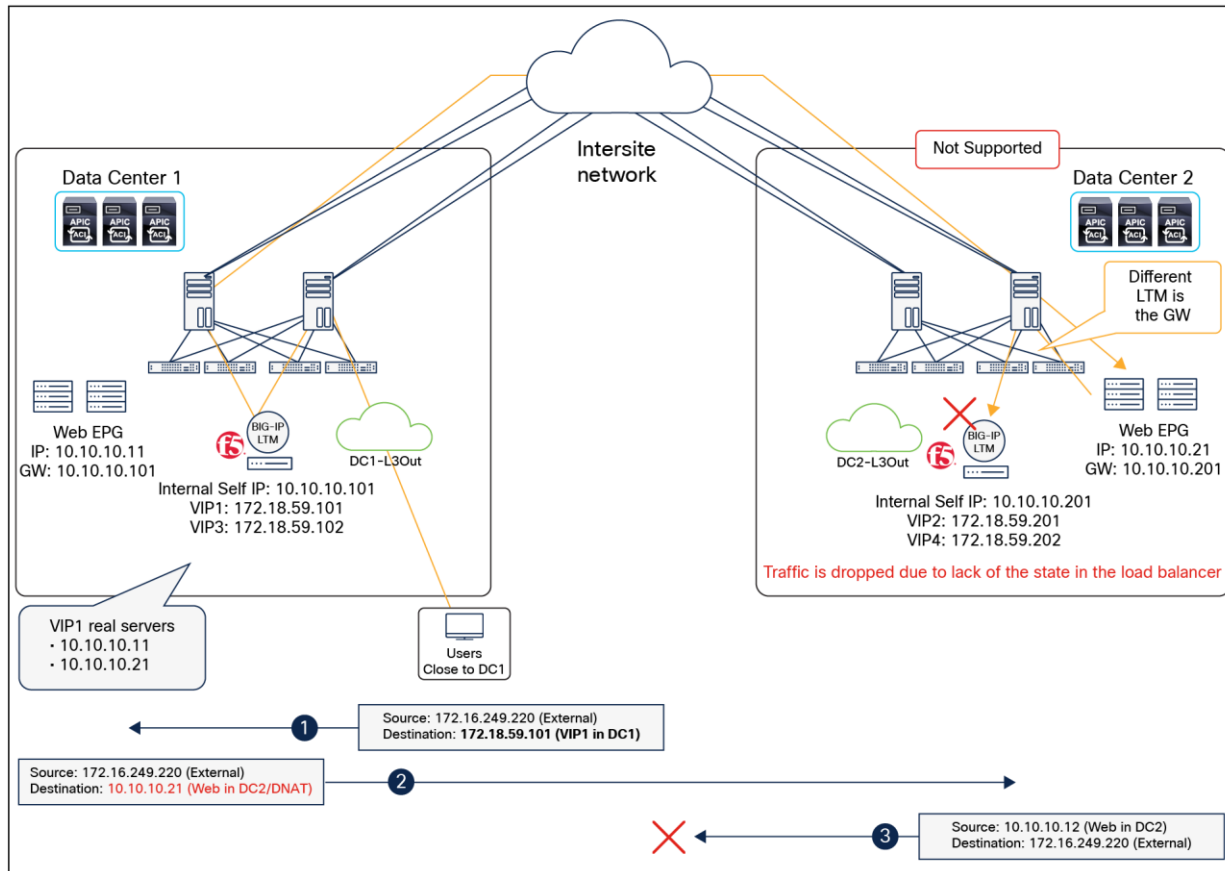 Intersite
network
Not Supported
Data Center 1
APIC
ACI
APIC
ACI
APIC
ACI
Data Center 2
APIC
ACI
APIC
ACI
APIC
ACI
Different
LTM is
the GW
Web EPG
IP: 10.10.10.11
GW: 10.10.10.101
f5
BIG-IP
LTM
DC1-L3Out
Internal Self IP: 10.10.10.101
VIP1: 172.18.59.101
VIP3: 172.18.59.102
DC2-L3Out
f5
BIG-IP
LTM
Web EPG
IP: 10.10.10.21
GW: 10.10.10.201
Internal Self IP: 10.10.10.201
VIP2: 172.18.59.201
VIP4: 172.18.59.202
Traffic is dropped due to lack of the state in the load balancer
VIP1 real servers
• 10.10.10.11
• 10.10.10.21
Users
Close to DC1
1
Source: 172.16.249.220 (External)
Destination: 172.18.59.101 (VIP1 in DC1)
Source: 172.16.249.220 (External)
Destination: 10.10.10.21 (Web in DC2/DNAT)
2
3
Source: 10.10.10.12 (Web in DC2)
Destination: 172.16.249.220 (External)